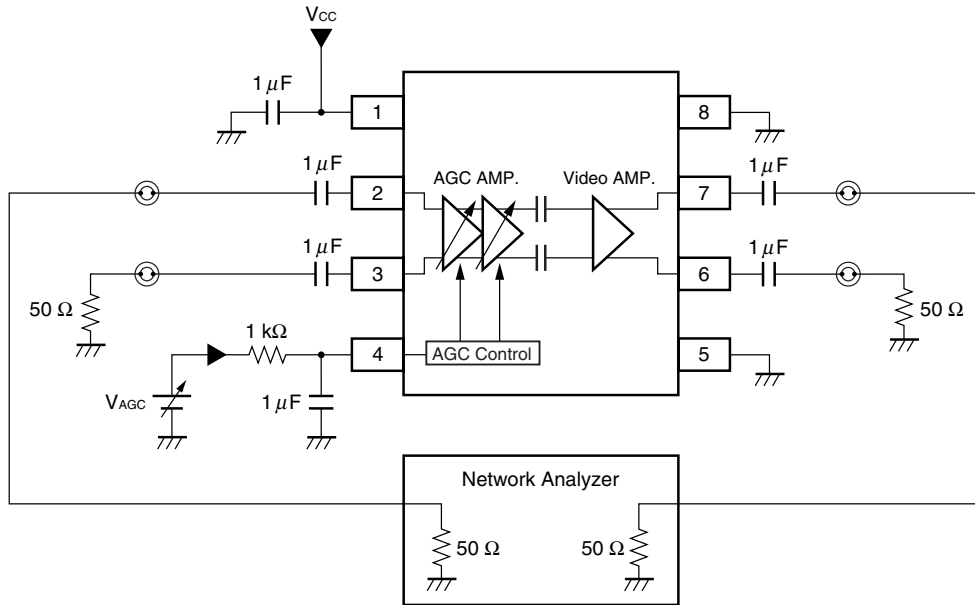 VCC
1 μF
1
8
1 μF
2
AGC AMP.
Video AMP.
7
1 μF
1 μF
3
6
1 μF
50 Ω
50 Ω
1 kΩ
4
AGC Control
5
VAGC
1 μF
Network Analyzer
50 Ω
50 Ω